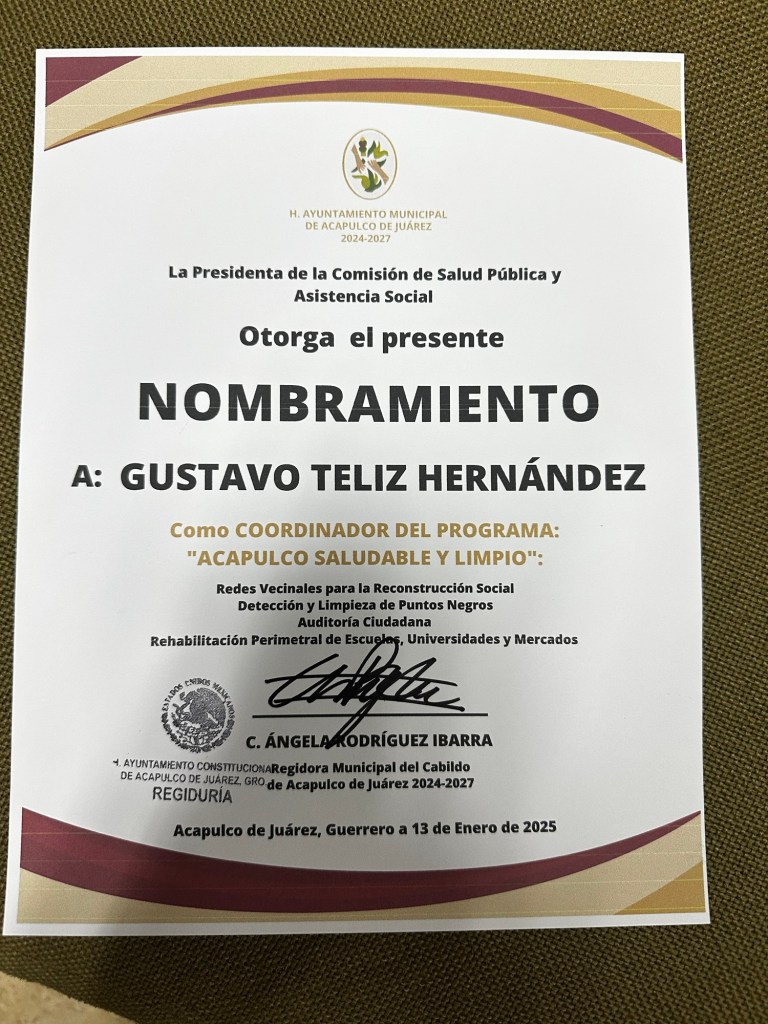 H. AYUNTAMIENTO MUNICIPAL
DE ACAPULCO DE JUÁREZ
2024-2027
La Presidenta de la Comisión de Salud Pública y
Asistencia Social
Otorga el presente
NOMBRAMIENTO
A: GUSTAVO TELIZ HERNÁNDEZ
Como COORDINADOR DEL PROGRAMA:
"ACAPULCO SALUDABLE Y LIMPIO":
Redes Vecinales para la Reconstrucción Social
Detección y Limpieza de Puntos Negros
Auditoría Ciudadana
Rehabilitación Perimetral de Escuelas, Universidades y Mercados
ESTADOS UNIDOS MEXICANOS
C. ÁNGELA RODRÍGUEZ IBARRA
H. AYUNTAMIENTO CONSTITUCIONA
DE ACAPULCO DE JUÁREZ, GRO.
REGIDURÍA
Regidora Municipal del Cabildo
de Acapulco de Juárez 2024-2027
Acapulco de Juárez, Guerrero a 13 de Enero de 2025